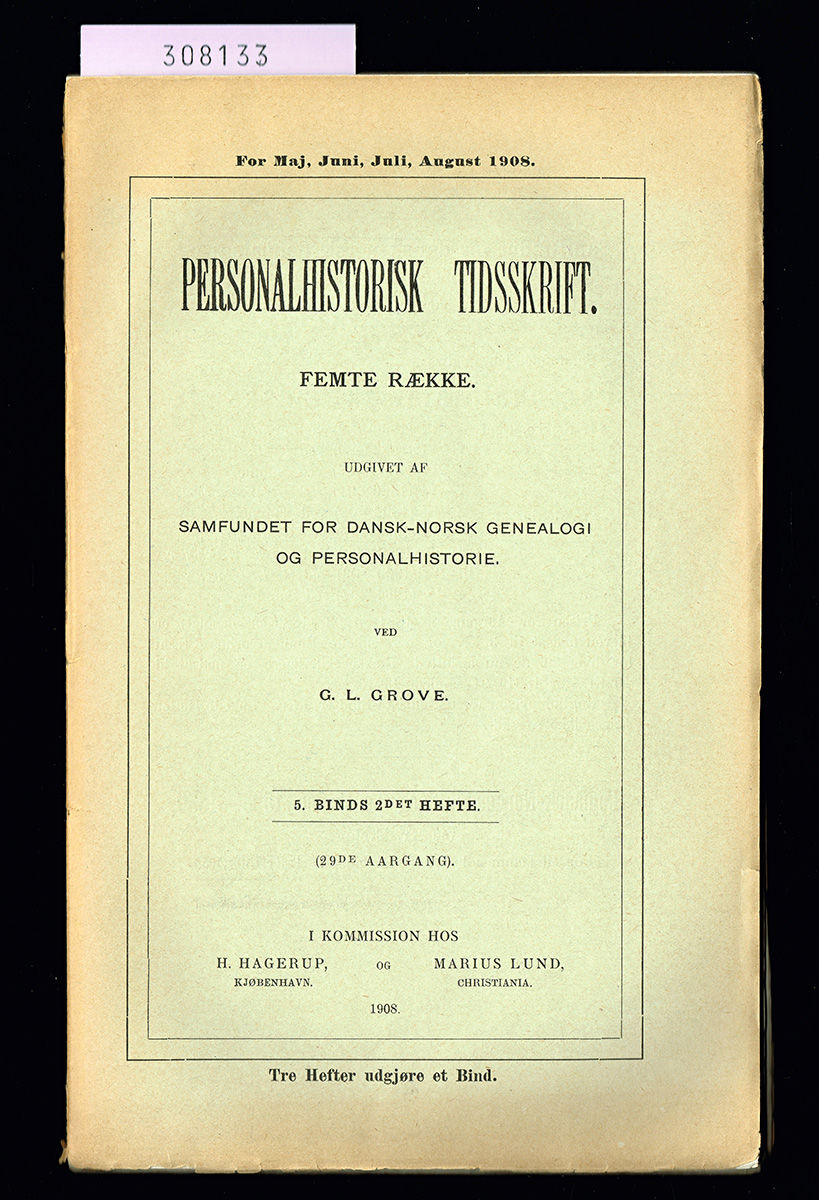 308133
For Maj, Juni, Juli, August 1908.
PERSONALHISTORISK TIDSSKRIFT.
FEMTE RÆKKE.
UDGIVET AF
SAMFUNDET FOR DANSK-NORSK GENEALOGI
OG PERSONALHISTORIE.
VED
G. L. GROVE.
5. BINDS 2DET HEFTE.
(29DE AARGANG).
I KOMMISSION HOS
H. HAGERUP, OG MARIUS LUND,
KJØBENHAVN. CHRISTIANIA.
1908.
Tre Hefter udgjøre et Bind.